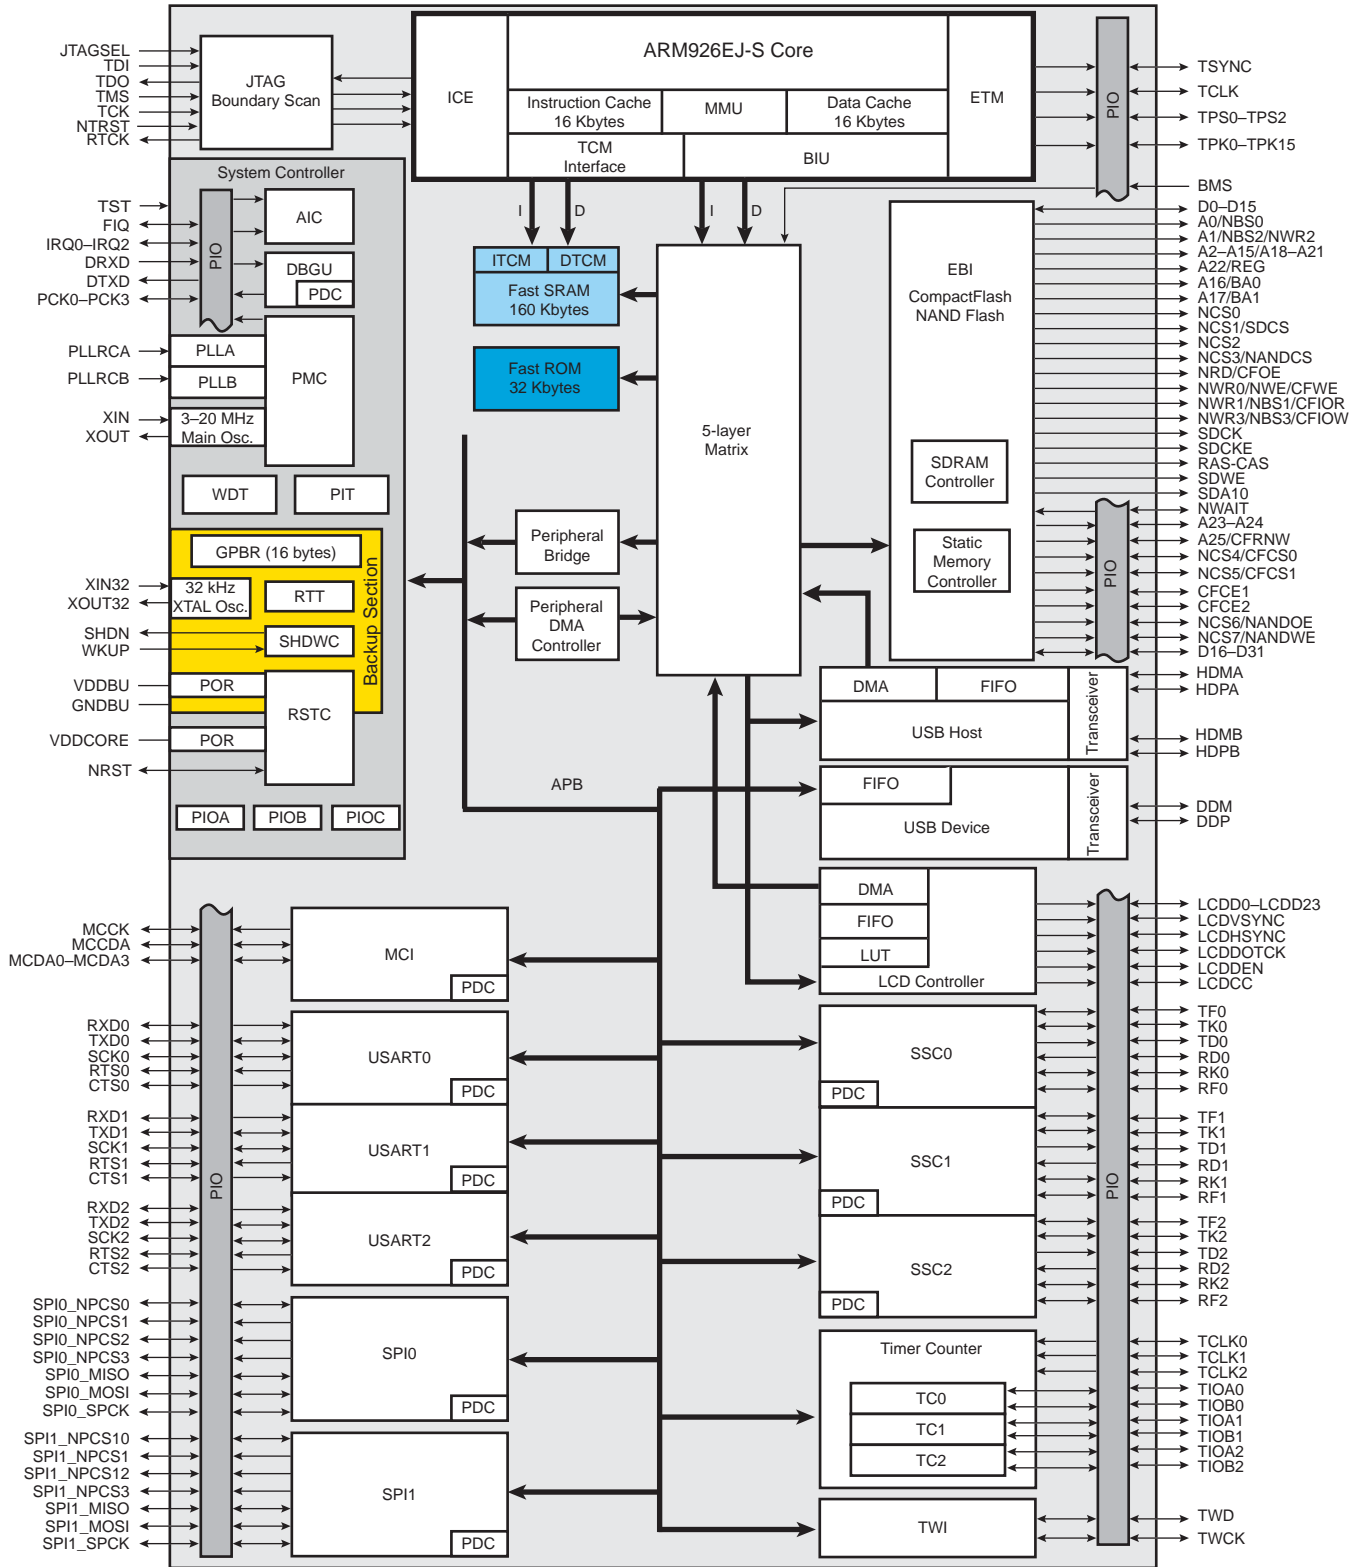 JTAGSEL
TDI
TDO
TMS
TCK
NTRST
RTCK
JTAG
Boundary Scan
ICE
ARM926EJ-S Core
Instruction Cache
16 Kbytes
MMU
Data Cache
16 Kbytes
TCM
Interface
BIU
ETM
PIO
TSYNC
TCLK
TPS0–TPS2
TPK0–TPK15
BMS
I
D
I
D
System Controller
TST
FIQ
IRQ0–IRQ2
DRXD
DTXD
PCK0–PCK3
PLLRCA
PLLRCB
XIN
XOUT
PIO
AIC
DBGU
PDC
PLLA
PLLB
PMC
3–20 MHz
Main Osc.
WDT
PIT
GPBR (16 bytes)
XIN32
XOUT32
32 kHz
XTAL Osc.
RTT
SHDN
WKUP
SHDWC
Backup Section
VDDBU
GNDBU
POR
RSTC
VDDCORE
POR
NRST
PIOA
PIOB
PIOC
ITCM
DTCM
Fast SRAM
160 Kbytes
Fast ROM
32 Kbytes
5-layer
Matrix
Peripheral
Bridge
Peripheral
DMA
Controller
APB
EBI
CompactFlash
NAND Flash
SDRAM
Controller
Static
Memory
Controller
D0–D15
A0/NBS0
A1/NBS2/NWR2
A2–A15/A18–A21
A22/REG
A16/BA0
A17/BA1
NCS0
NCS1/SDCS
NCS2
NCS3/NANDCS
NRD/CFOE
NWR0/NWE/CFWE
NWR1/NBS1/CFIOR
NWR3/NBS3/CFIOW
SDCK
SDCKE
RAS-CAS
SDWE
SDA10
PIO
NWAIT
A23–A24
A25/CFRNW
NCS4/CFCS0
NCS5/CFCS1
CFCE1
CFCE2
NCS6/NANDOE
NCS7/NANDWE
D16–D31
DMA
FIFO
USB Host
Transceiver
HDMA
HDPA
HDMB
HDPB
FIFO
USB Device
Transceiver
DDM
DDP
DMA
FIFO
LUT
LCD Controller
LCDD0–LCDD23
LCDVSYNC
LCDHSYNC
LCDDOTCK
LCDDEN
LCDCC
MCCK
MCCDA
MCDA0–MCDA3
MCI
PDC
RXD0
TXD0
SCK0
RTS0
CTS0
USART0
PDC
RXD1
TXD1
SCK1
RTS1
CTS1
USART1
PDC
PIO
RXD2
TXD2
SCK2
RTS2
CTS2
USART2
PDC
SPI0_NPCS0
SPI0_NPCS1
SPI0_NPCS2
SPI0_NPCS3
SPI0_MISO
SPI0_MOSI
SPI0_SPCK
SPI0
PDC
SPI1_NPCS10
SPI1_NPCS1
SPI1_NPCS12
SPI1_NPCS3
SPI1_MISO
SPI1_MOSI
SPI1_SPCK
SPI1
PDC
SSC0
PDC
TF0
TK0
TD0
RD0
RK0
RF0
SSC1
PDC
PIO
TF1
TK1
TD1
RD1
RK1
RF1
SSC2
PDC
TF2
TK2
TD2
RD2
RK2
RF2
Timer Counter
TC0
TC1
TC2
TCLK0
TCLK1
TCLK2
TIOA0
TIOB0
TIOA1
TIOB1
TIOA2
TIOB2
TWI
TWD
TWCK